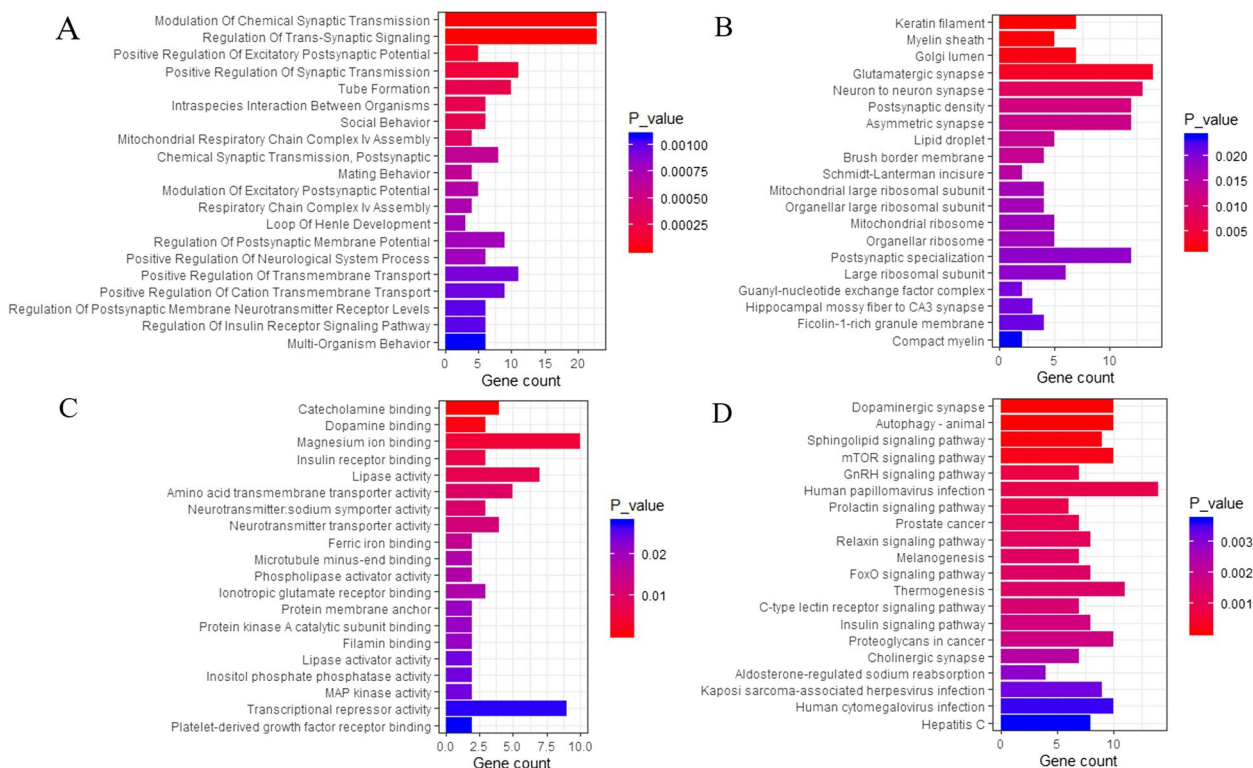 A
Modulation Of Chemical Synaptic Transmission
Regulation Of Trans-Synaptic Signaling
Positive Regulation Of Excitatory Postsynaptic Potential
Positive Regulation Of Synaptic Transmission
Tube Formation
Intraspecies Interaction Between Organisms
Social Behavior
Mitochondrial Respiratory Chain Complex Iv Assembly
Chemical Synaptic Transmission, Postsynaptic
Mating Behavior
Modulation Of Excitatory Postsynaptic Potential
Respiratory Chain Complex Iv Assembly
Loop Of Henle Development
Regulation Of Postsynaptic Membrane Potential
Positive Regulation Of Neurological System Process
Positive Regulation Of Transmembrane Transport
Positive Regulation Of Cation Transmembrane Transport
Regulation Of Postsynaptic Membrane Neurotransmitter Receptor Levels
Regulation Of Insulin Receptor Signaling Pathway
Multi-Organism Behavior
0 5 10 15 20
Gene count
P_value
0.00100
0.00075
0.00050
0.00025
B
Keratin filament
Myelin sheath
Golgi lumen
Glutamatergic synapse
Neuron to neuron synapse
Postsynaptic density
Asymmetric synapse
Lipid droplet
Brush border membrane
Schmidt-Lanterman incisure
Mitochondrial large ribosomal subunit
Organellar large ribosomal subunit
Mitochondrial ribosome
Organellar ribosome
Postsynaptic specialization
Large ribosomal subunit
Guanyl-nucleotide exchange factor complex
Hippocampal mossy fiber to CA3 synapse
Ficolin-1-rich granule membrane
Compact myelin
0 5 10
Gene count
P_value
0.020
0.015
0.010
0.005
C
Catecholamine binding
Dopamine binding
Magnesium ion binding
Insulin receptor binding
Lipase activity
Amino acid transmembrane transporter activity
Neurotransmitter:sodium symporter activity
Neurotransmitter transporter activity
Ferric iron binding
Microtubule minus-end binding
Phospholipase activator activity
Ionotropic glutamate receptor binding
Protein membrane anchor
Protein kinase A catalytic subunit binding
Filamin binding
Lipase activator activity
Inositol phosphate phosphatase activity
MAP kinase activity
Transcriptional repressor activity
Platelet-derived growth factor receptor binding
0.0 2.5 5.0 7.5 10.0
Gene count
P_value
0.02
0.01
D
Dopaminergic synapse
Autophagy - animal
Sphingolipid signaling pathway
mTOR signaling pathway
GnRH signaling pathway
Human papillomavirus infection
Prolactin signaling pathway
Prostate cancer
Relaxin signaling pathway
Melanogenesis
FoxO signaling pathway
Thermogenesis
C-type lectin receptor signaling pathway
Insulin signaling pathway
Proteoglycans in cancer
Cholinergic synapse
Aldosterone-regulated sodium reabsorption
Kaposi sarcoma-associated herpesvirus infection
Human cytomegalovirus infection
Hepatitis C
0 5 10
Gene count
P_value
0.003
0.002
0.001